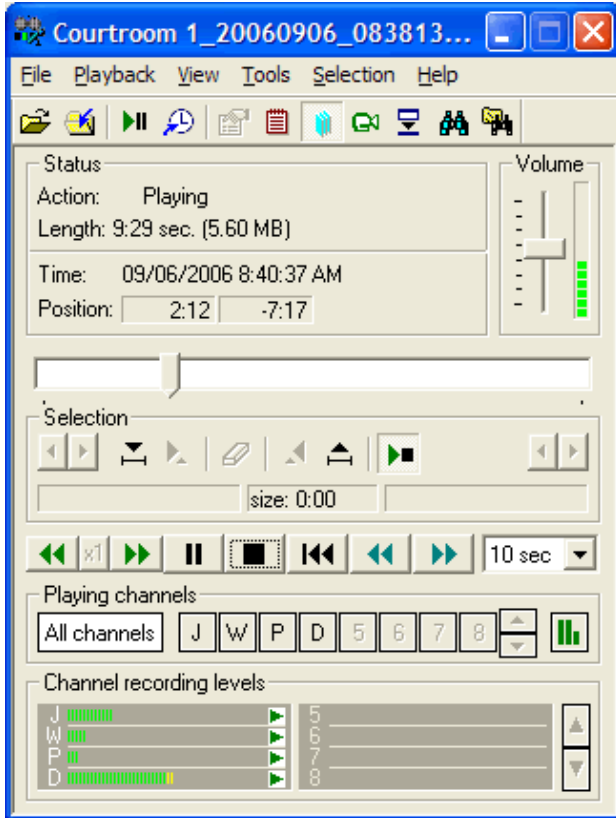 Courtroom 1_20060906_083813...
File Playback View Tools Selection Help
Status
Volume
Action: Playing
Length: 9:29 sec. (5.60 MB)
Time: 09/06/2006 8:40:37 AM
Position: 2:12 -7:17
Selection
size: 0:00
x1 10 sec
Playing channels
All channels J W P D 5 6 7 8
Channel recording levels
J 5
W 6
P 7
D 8